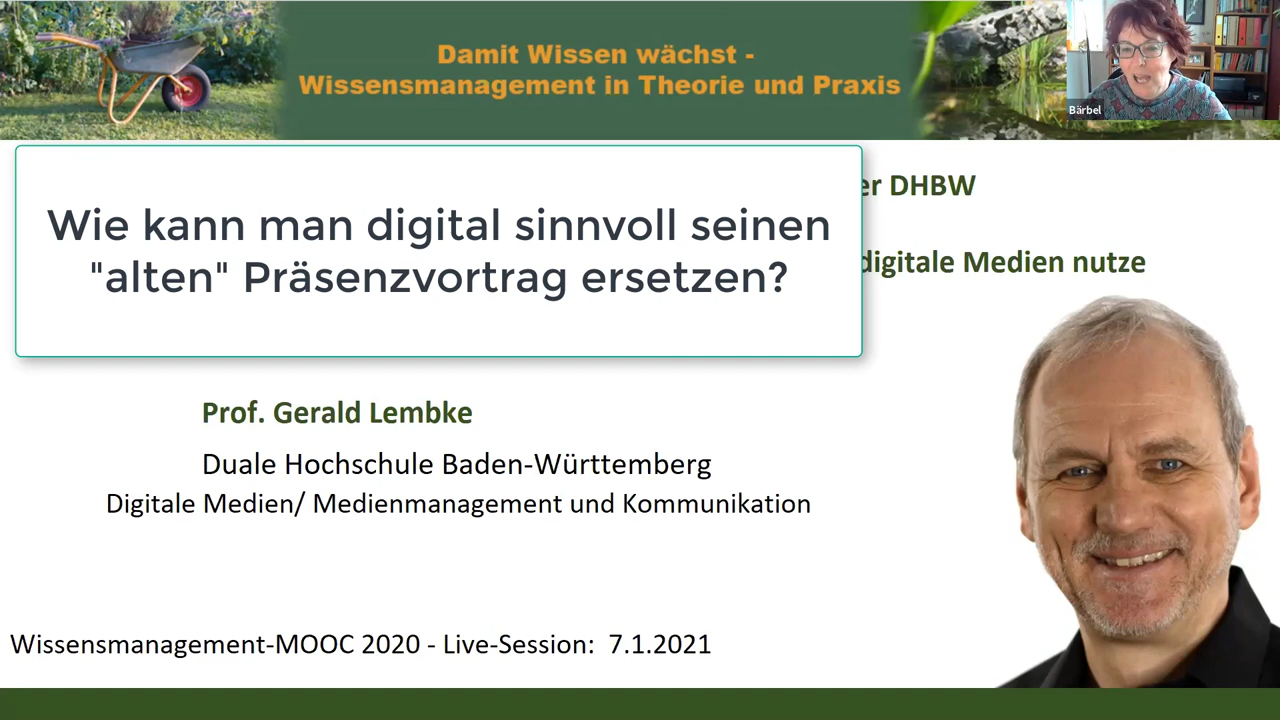 Damit Wissen wächst -
Wissensmanagement in Theorie und Praxis
Bärbel
er DHBW
Wie kann man digital sinnvoll seinen
"alten" Präsenzvortrag ersetzen?
digitale Medien nutze
Prof. Gerald Lembke
Duale Hochschule Baden-Württemberg
Digitale Medien/ Medienmanagement und Kommunikation
Wissensmanagement-MOOC 2020 - Live-Session: 7.1.2021